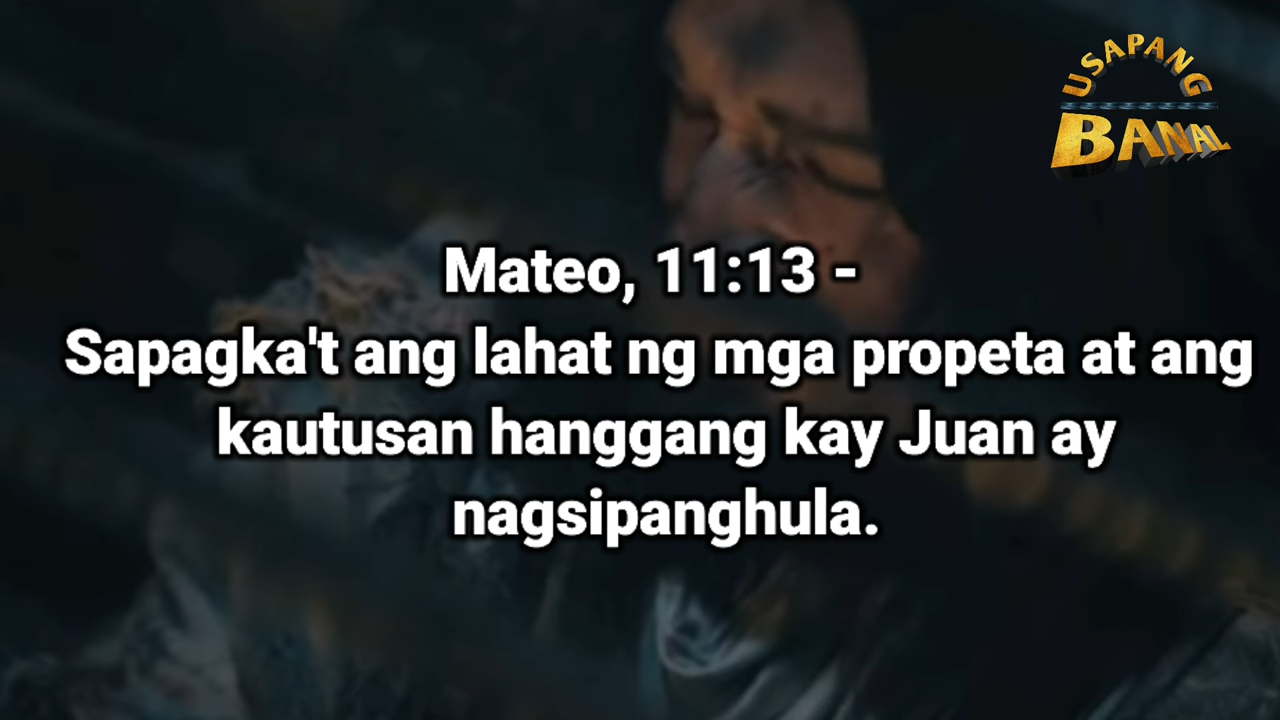 USAPANG
BANAL
Mateo, 11:13 -
Sapagka't ang lahat ng mga propeta at ang
kautusan hanggang kay Juan ay
nagsipanghula.